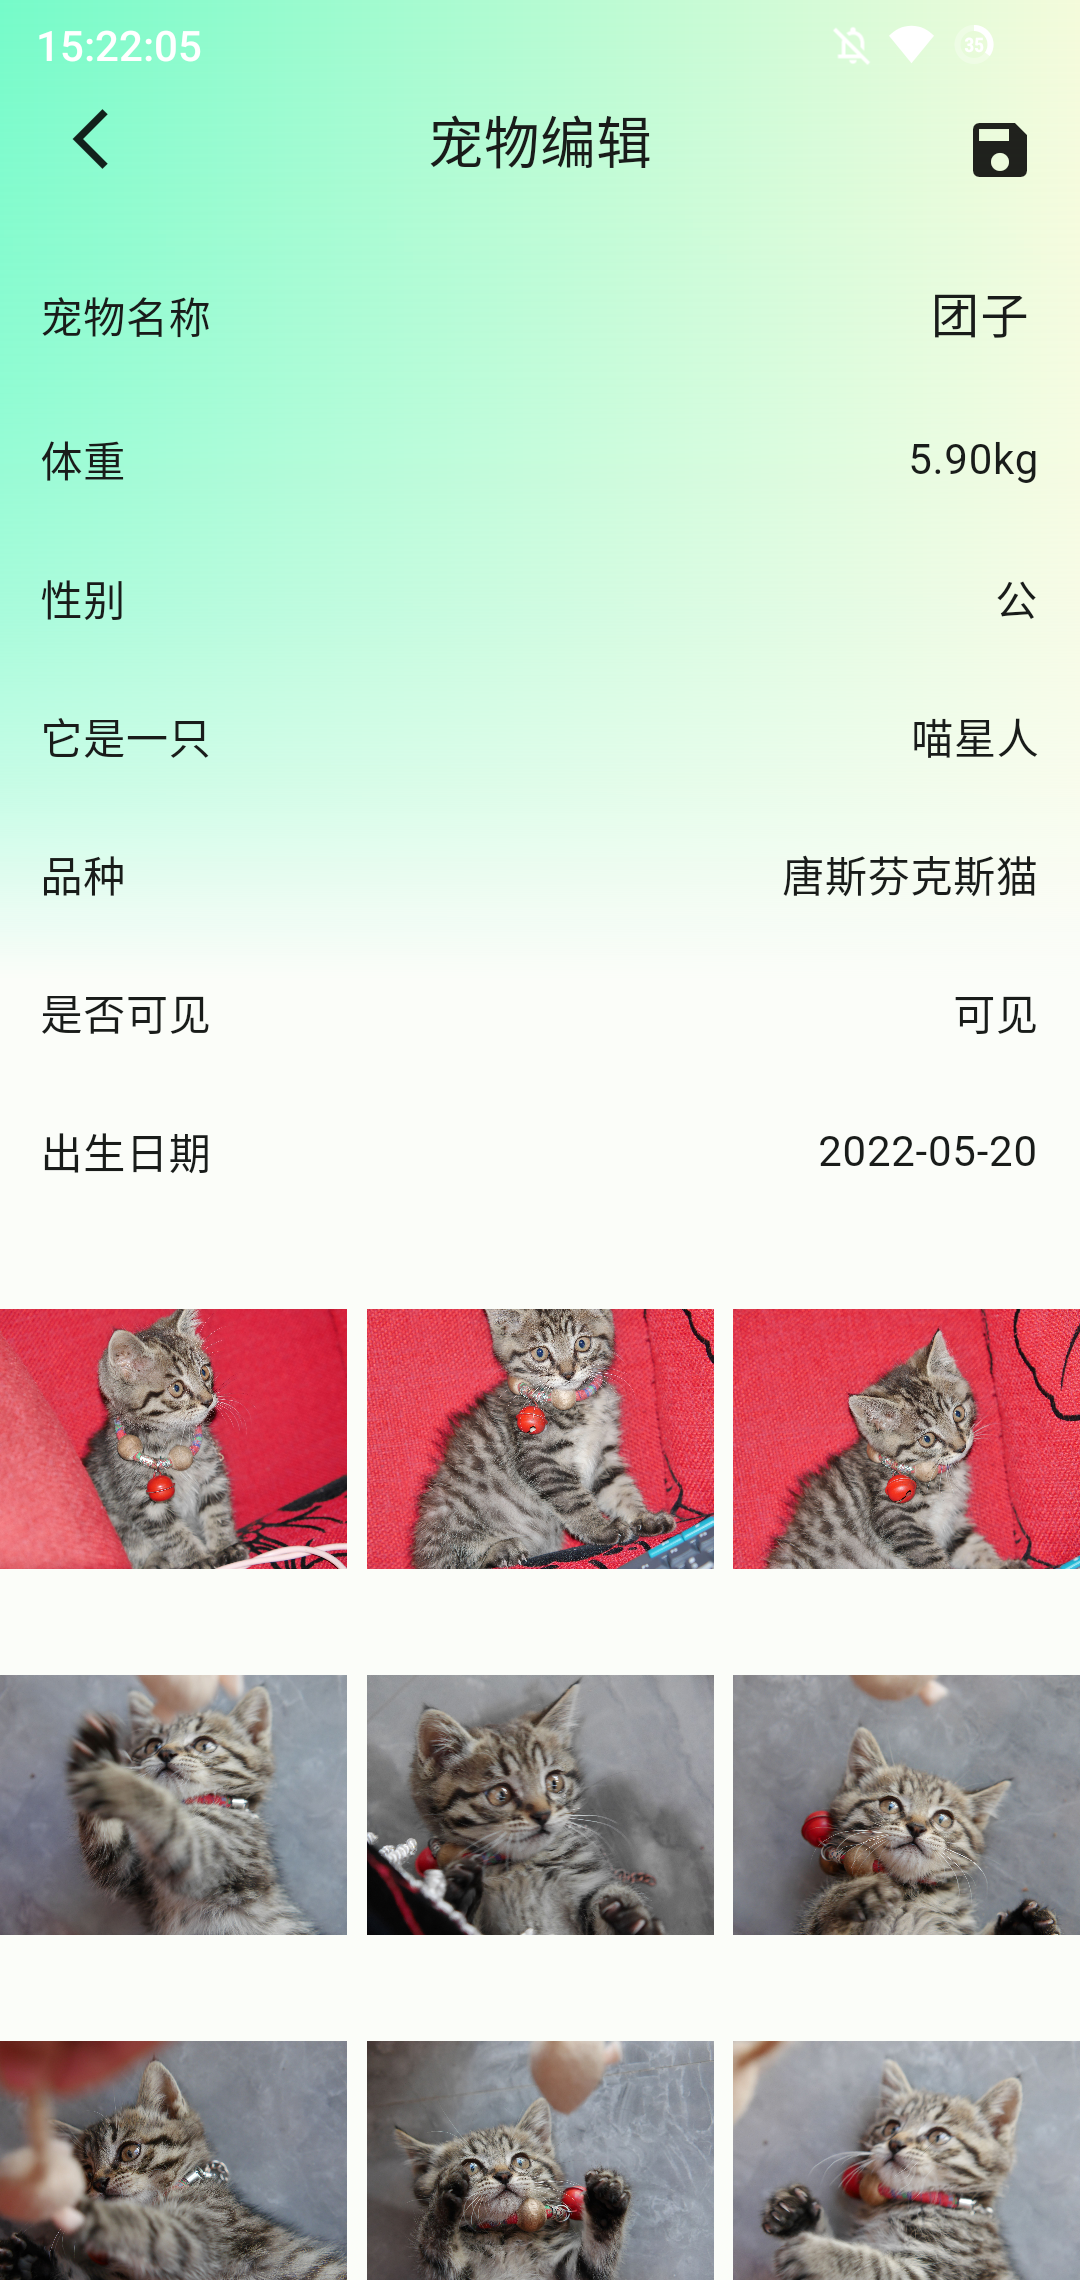 15:22:05
35
宠物编辑
宠物名称
团子
体重
5.90kg
性别
公
它是一只
喵星人
品种
唐斯芬克斯猫
是否可见
可见
出生日期
2022-05-20